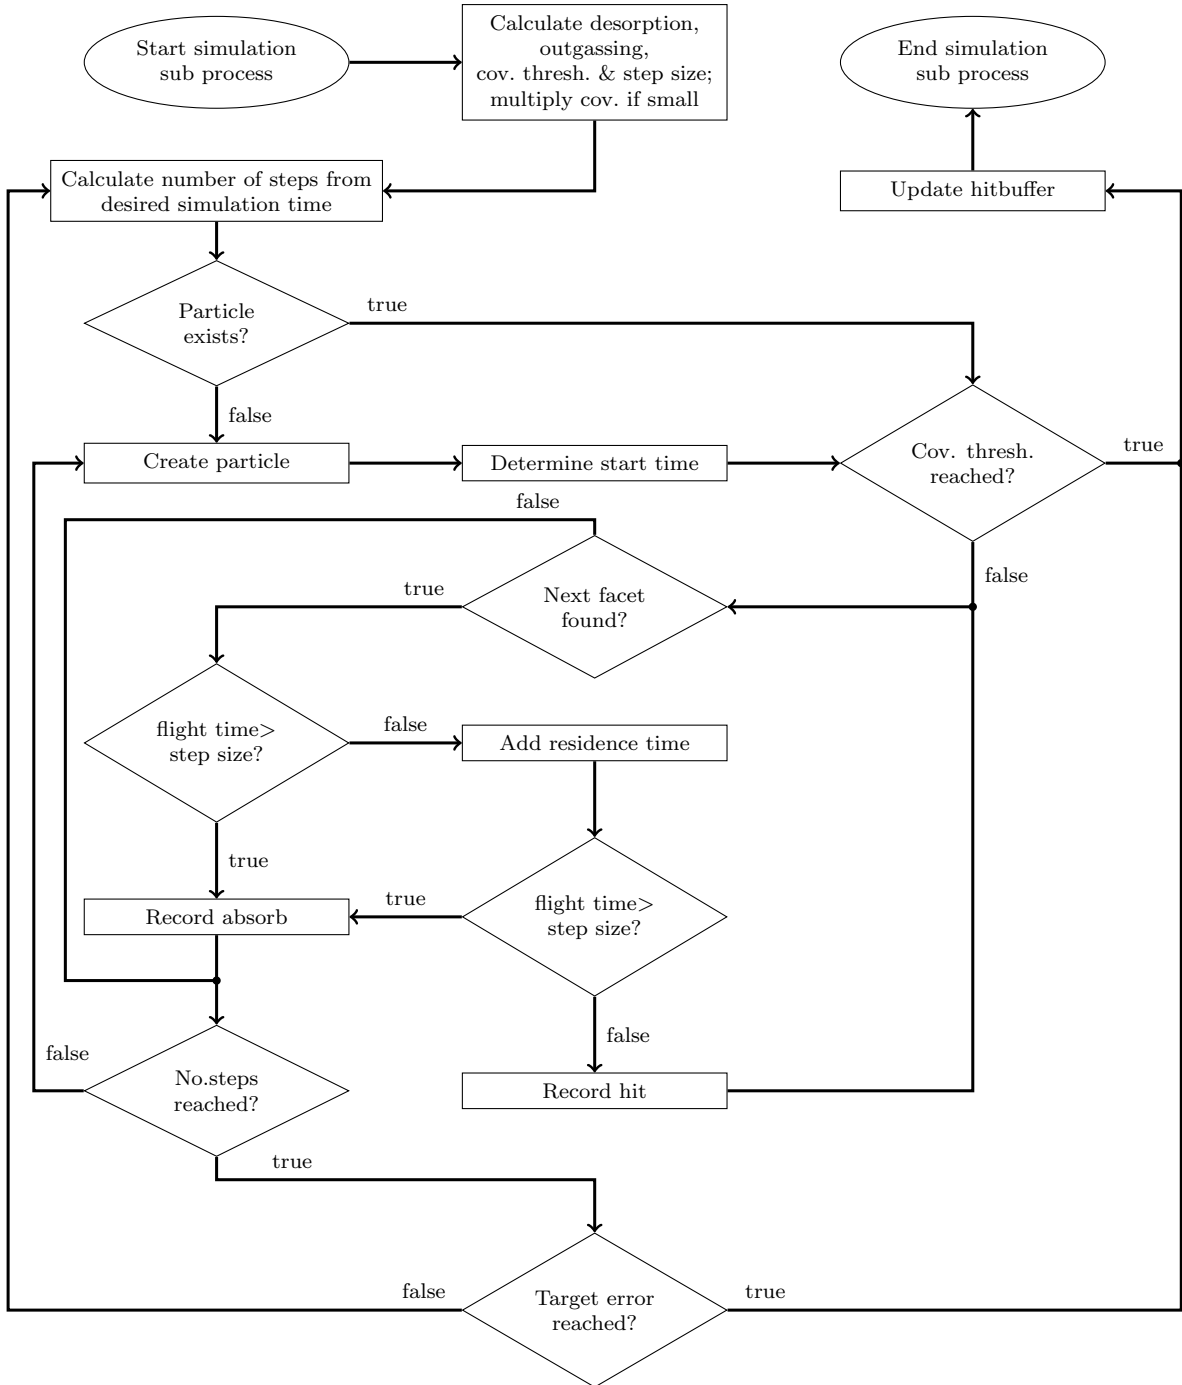 Start simulation
sub process
Calculate desorption,
outgassing,
cov. thresh. & step size;
multiply cov. if small
End simulation
sub process
Calculate number of steps from
desired simulation time
Update hitbuffer
Particle
exists?
true
false
Create particle
Determine start time
Cov. thresh.
reached?
true
false
false
Next facet
found?
true
flight time>
step size?
false
Add residence time
true
Record absorb
true
flight time>
step size?
false
Record hit
false
No.steps
reached?
true
false
Target error
reached?
true